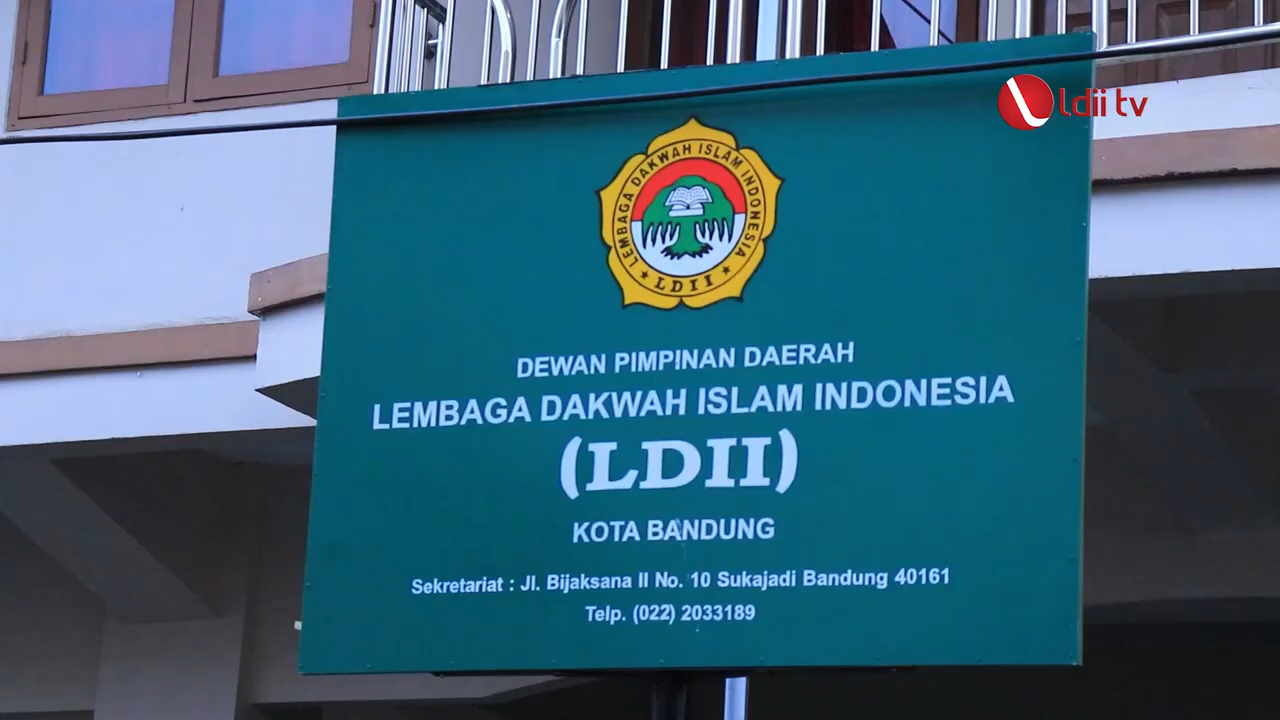 ldii tv
LEMBAGA DAKWAH ISLAM INDONESIA
LDII
DEWAN PIMPINAN DAERAH
LEMBAGA DAKWAH ISLAM INDONESIA
(LDII)
KOTA BANDUNG
Sekretariat : Jl. Bijaksana II No. 10 Sukajadi Bandung 40161
Telp. (022) 2033189